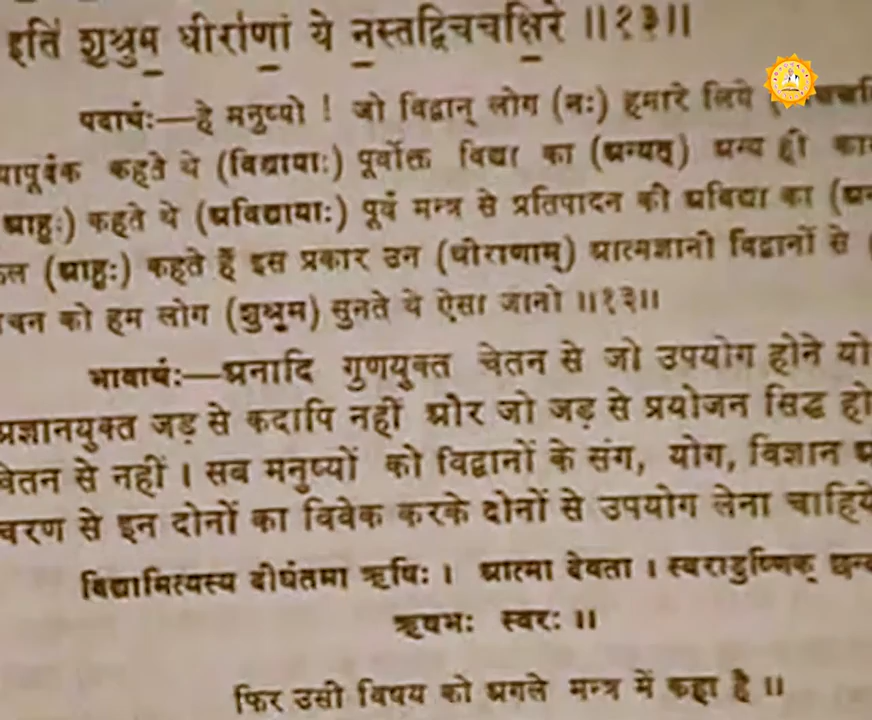 इति॑ शुश्रुम॒ धीरा॑णां॒ ये न॒स्तद्वि॑चचक्षि॒रे ॥१३॥
पदार्थः—हे मनुष्यो ! जो विद्वान् लोग (नः) हमारे लिये
यापूर्वक कहते थे (विद्यायाः) पूर्वोक्त विद्या का (अन्यत्) अन्य ही का
आहुः) कहते थे (अविद्यायाः) पूर्व मन्त्र से प्रतिपादन की अविद्या का (अन
ल (आहुः) कहते हैं इस प्रकार उन (धीराणाम्) आत्मज्ञानी विद्वानों से
वचन को हम लोग (शुश्रुम) सुनते थे ऐसा जानो ॥१३॥
भावार्थः—अनादि गुणयुक्त चेतन से जो उपयोग होने यो
अज्ञानयुक्त जड़ से कदापि नहीं और जो जड़ से प्रयोजन सिद्ध हो
चेतन से नहीं । सब मनुष्यों को विद्वानों के संग, योग, विज्ञान
चरण से इन दोनों का विवेक करके दोनों से उपयोग लेना चाहिये
विद्यामित्यस्य दीर्घतमा ऋषिः । आत्मा देवता । स्वराडुष्णिक् छन्द
ऋषभः स्वरः ॥
फिर उसी विषय को अगले मन्त्र में कहा है ॥